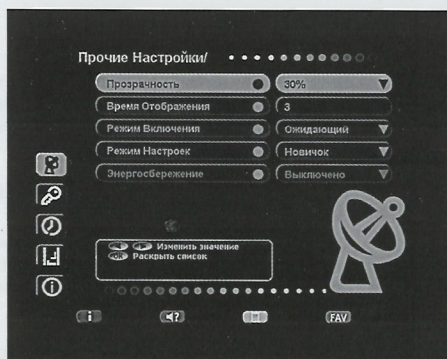 Прочие Настройки/
Прозрачность 30%
Время Отображения 3
Режим Включения Ожидающий
Режим Настроек Новичок
Энергосбережение Выключено
Изменить значение
OK Раскрыть список
i ? FAV